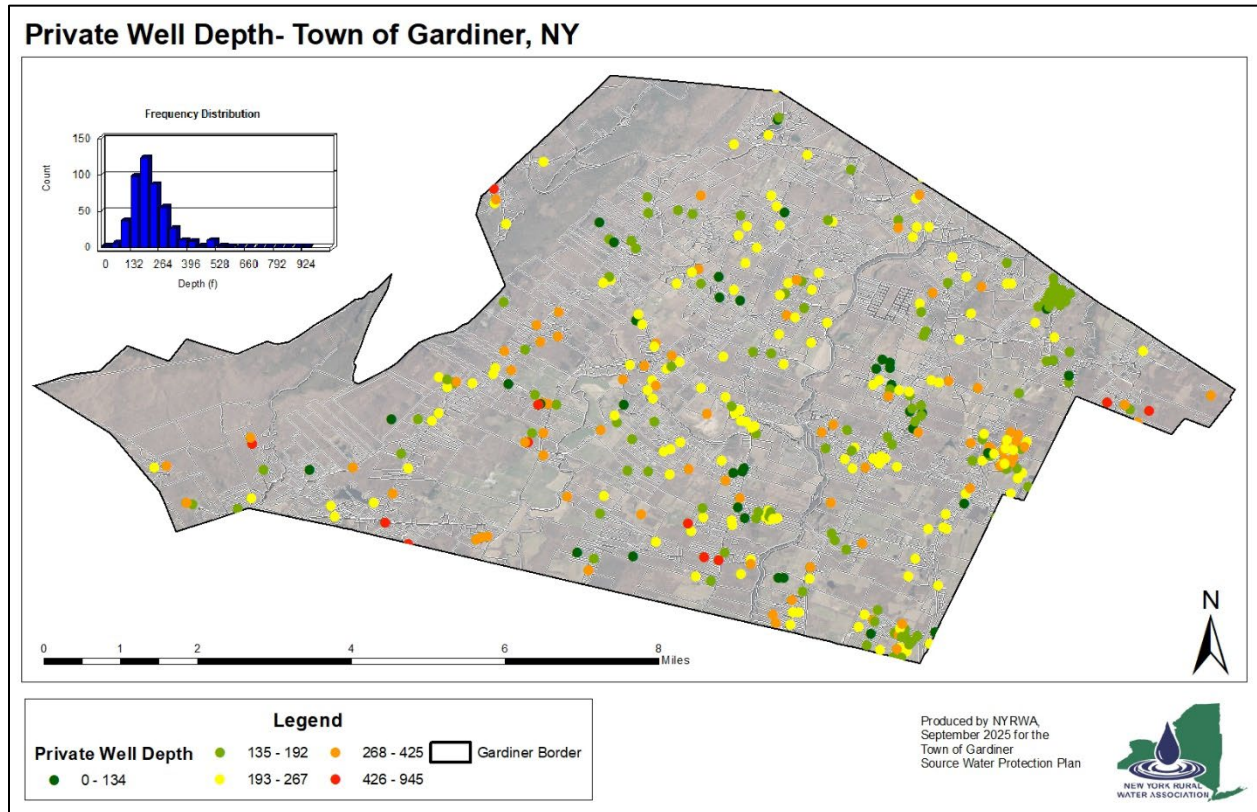 Private Well Depth- Town of Gardiner, NY
Frequency Distribution
150
100
50
0
Count
0 132 264 396 528 660 792 924
Depth (f)
N
0 1 2 4 6 8
Miles
Legend
Private Well Depth
0 - 134
135 - 192
193 - 267
268 - 425
426 - 945
Gardiner Border
Produced by NYRWA,
September 2025 for the
Town of Gardiner
Source Water Protection Plan
NEW YORK RURAL
WATER ASSOCIATION